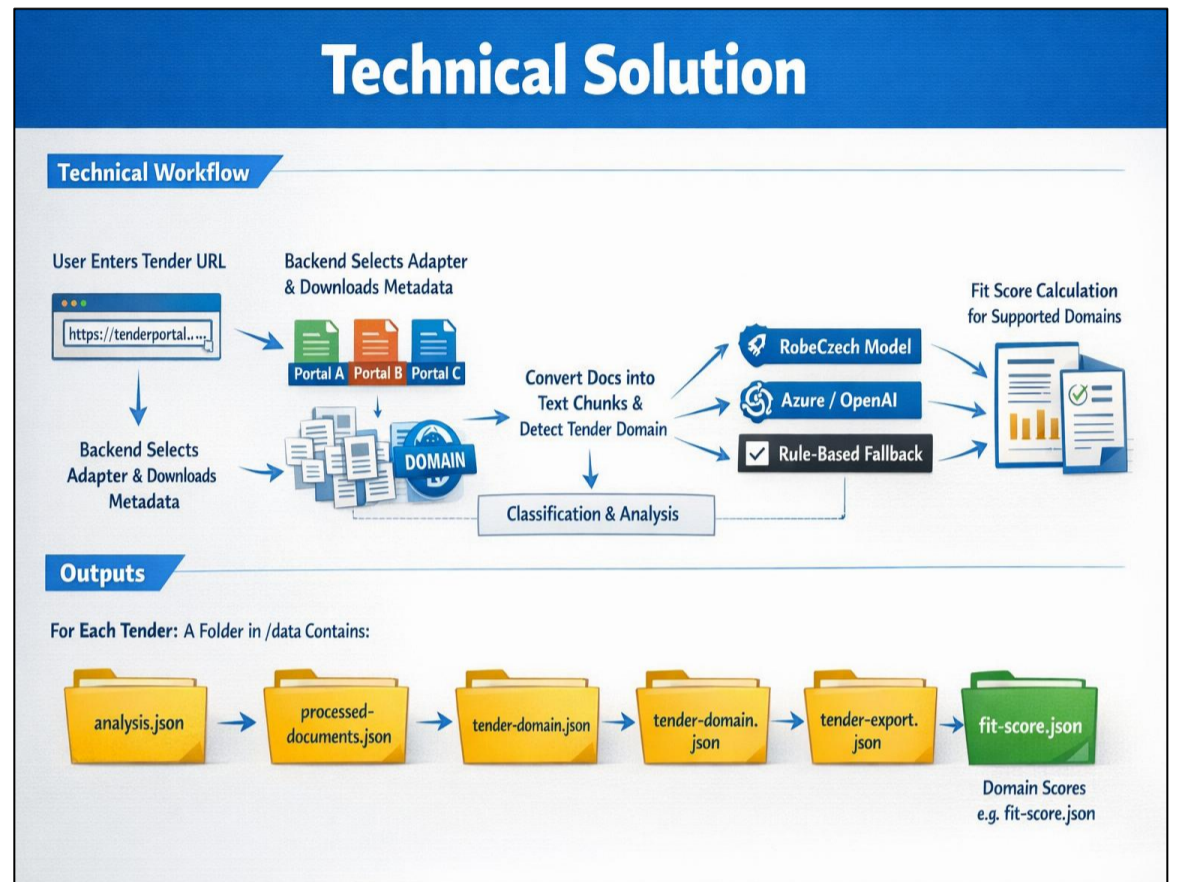 Technical Solution
Technical Workflow
User Enters Tender URL
https://tenderportal.....
Backend Selects
Adapter & Downloads
Metadata
Backend Selects Adapter
& Downloads Metadata
Portal A
Portal B
Portal C
DOMAIN
Convert Docs into
Text Chunks &
Detect Tender Domain
Classification & Analysis
RobeCzech Model
Azure / OpenAI
Rule-Based Fallback
Fit Score Calculation
for Supported Domains
Outputs
For Each Tender: A Folder in /data Contains:
analysis.json
processed-
documents.json
tender-domain.json
tender-domain.
json
tender-export.
json
fit-score.json
Domain Scores
e.g. fit-score.json